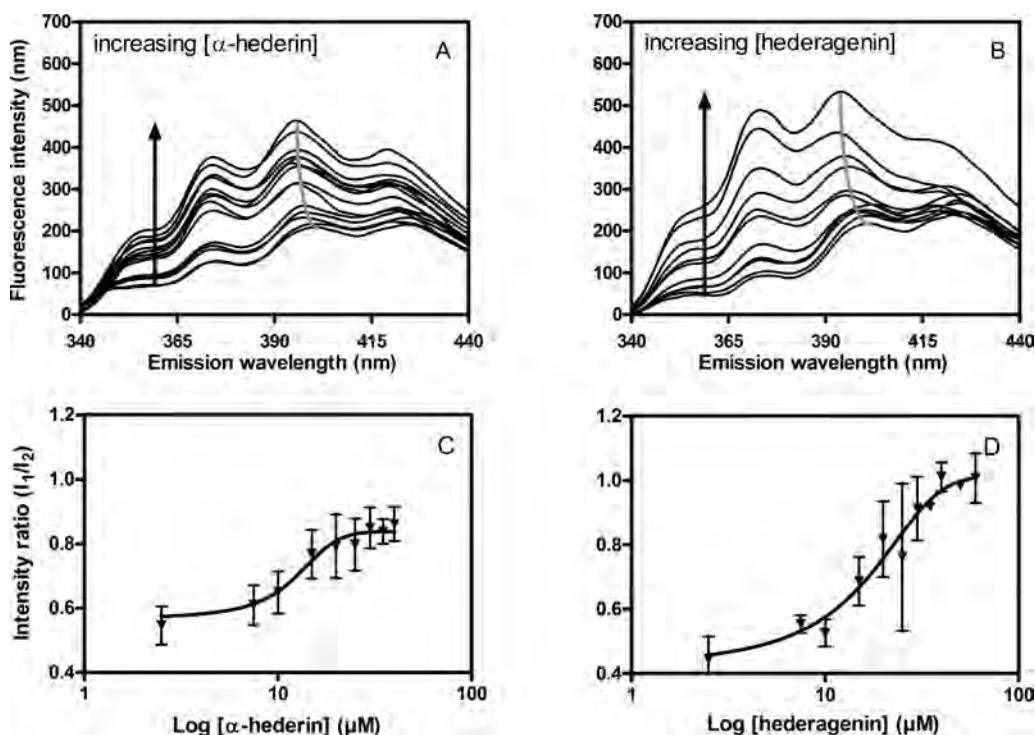 increasing [α-hederin] A
increasing [hederagenin] B
Fluorescence intensity (nm)
700
600
500
400
300
200
100
0
340 365 390 415 440
Emission wavelength (nm)
700
600
500
400
300
200
100
0
340 365 390 415 440
Emission wavelength (nm)
C
Intensity ratio (I₁/I₂)
1.2
1.0
0.8
0.6
0.4
1 10 100
Log [α-hederin] (μM)
D
1.2
1.0
0.8
0.6
0.4
1 10 100
Log [hederagenin] (μM)